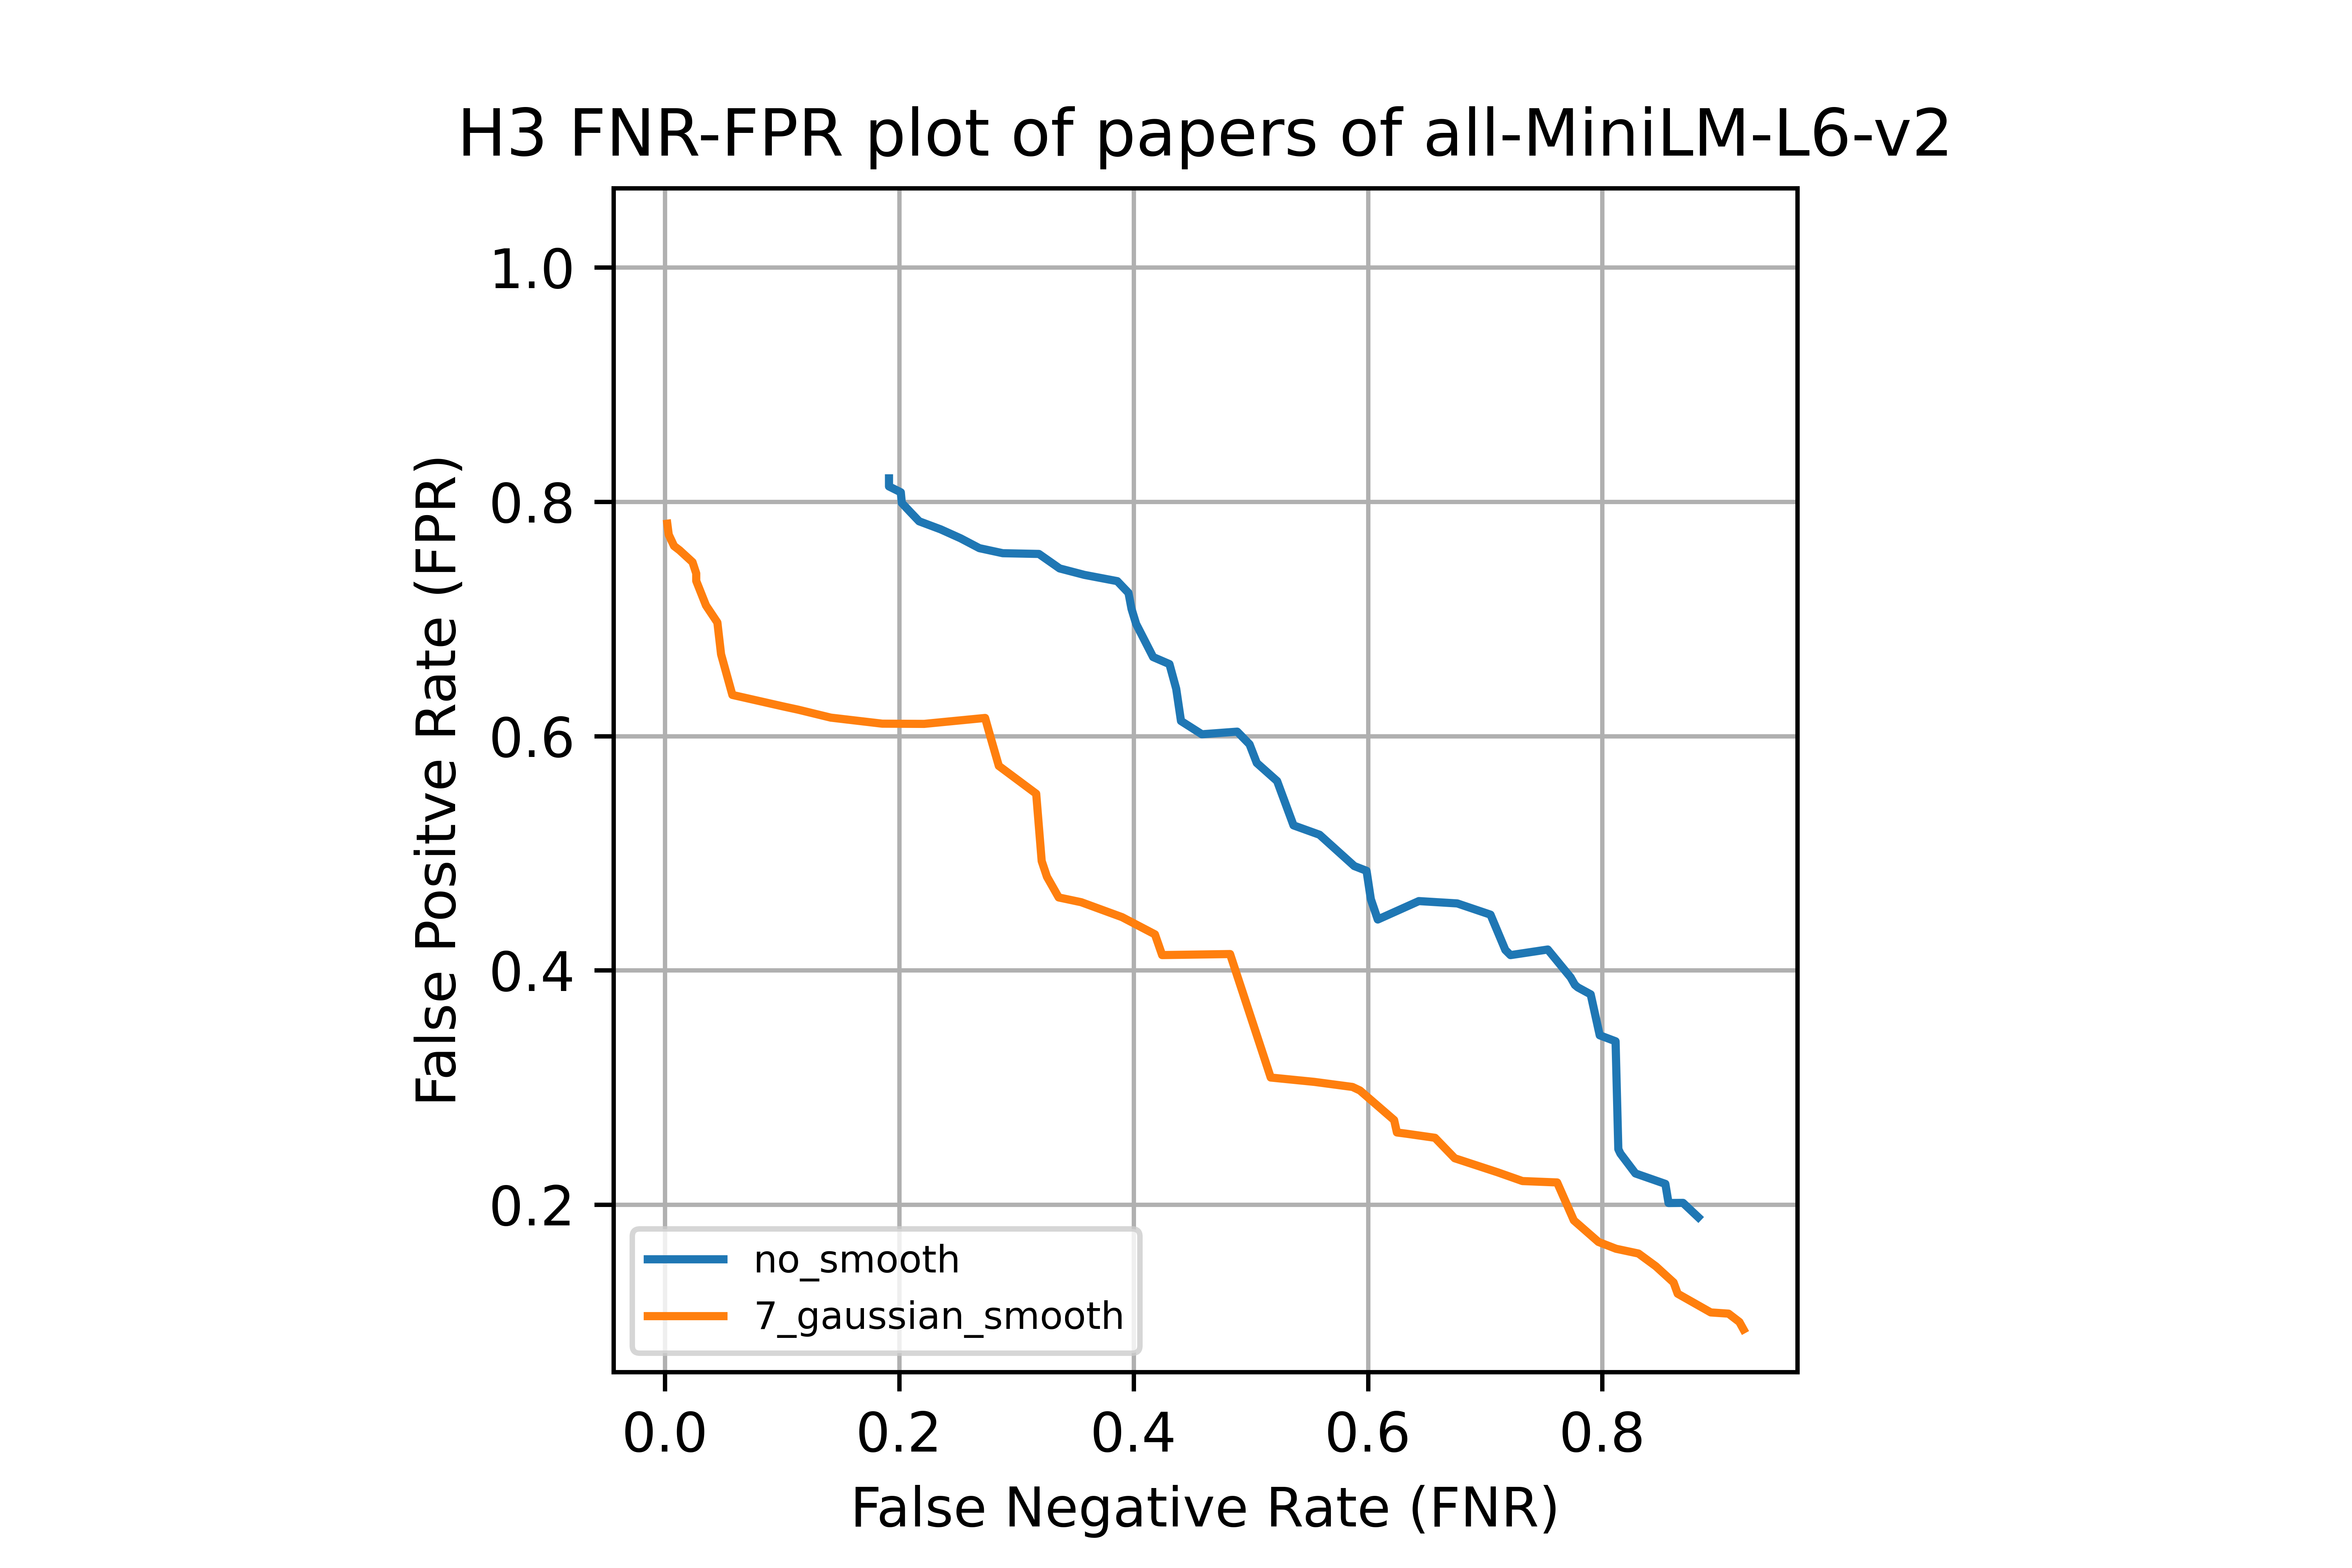 H3 FNR-FPR plot of papers of all-MiniLM-L6-v2
False Positve Rate (FPR)
1.0
0.8
0.6
0.4
0.2
no_smooth
7_gaussian_smooth
0.0 0.2 0.4 0.6 0.8
False Negative Rate (FNR)